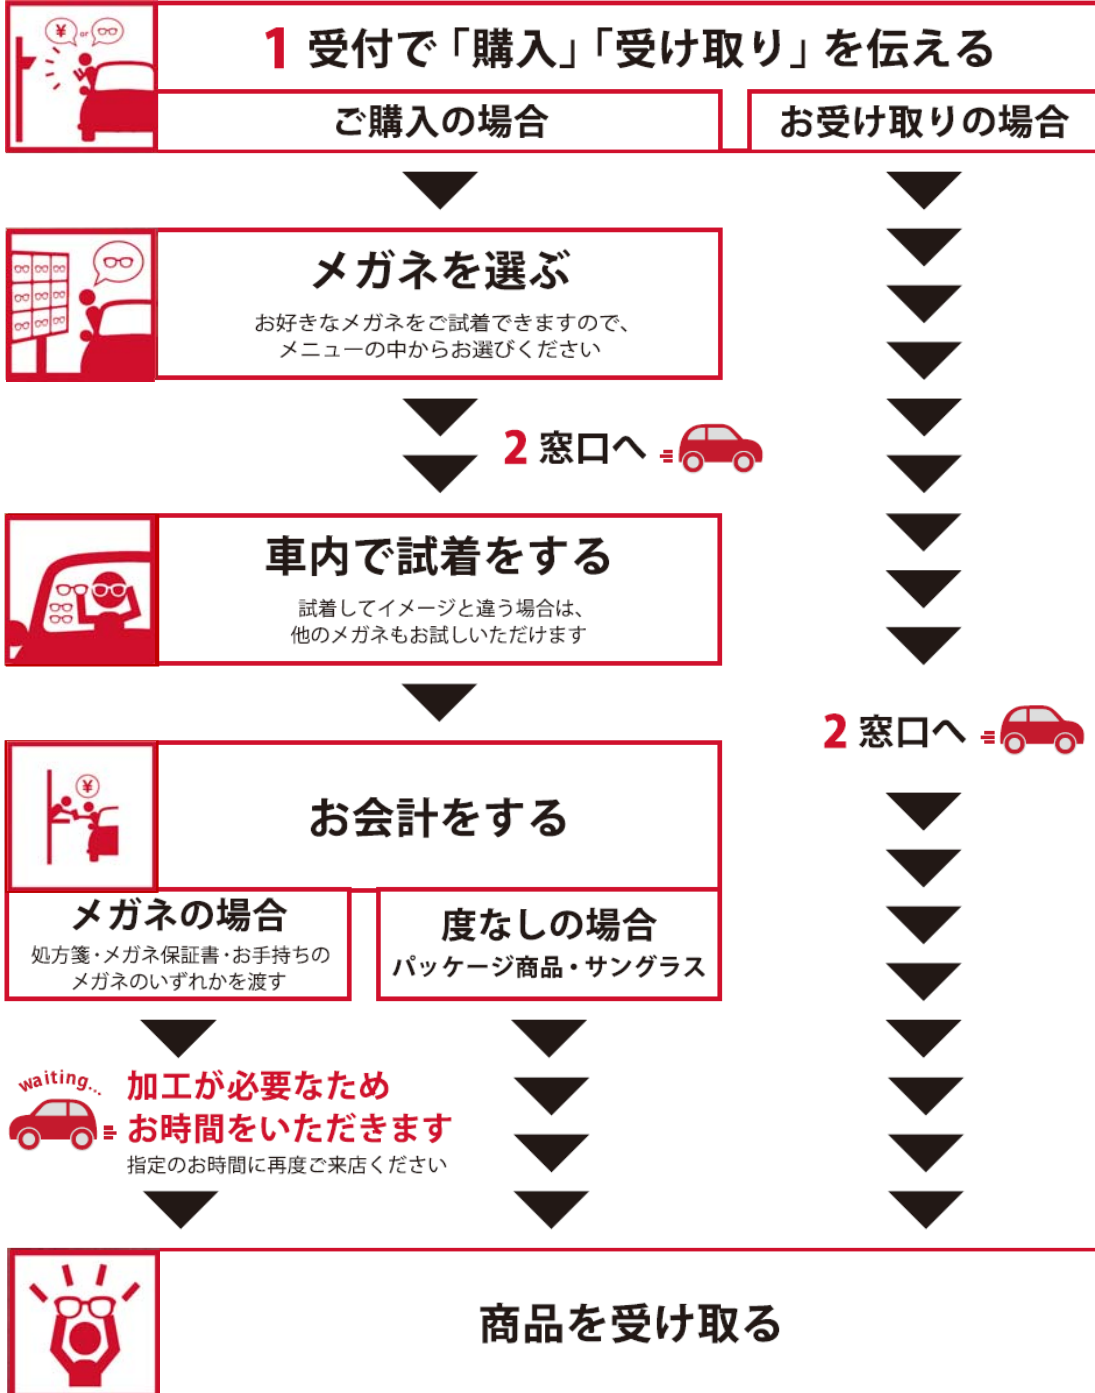 ¥ or
1 受付で「購入」「受け取り」を伝える
ご購入の場合
お受け取りの場合
メガネを選ぶ
お好きなメガネをご試着できますので、
メニューの中からお選びください
2 窓口へ
車内で試着をする
試着してイメージと違う場合は、
他のメガネもお試しいただけます
2 窓口へ
¥
お会計をする
メガネの場合
処方箋・メガネ保証書・お手持ちの
メガネのいずれかを渡す
度なしの場合
パッケージ商品・サングラス
waiting...
加工が必要なため
お時間をいただきます
指定のお時間に再度ご来店ください
商品を受け取る